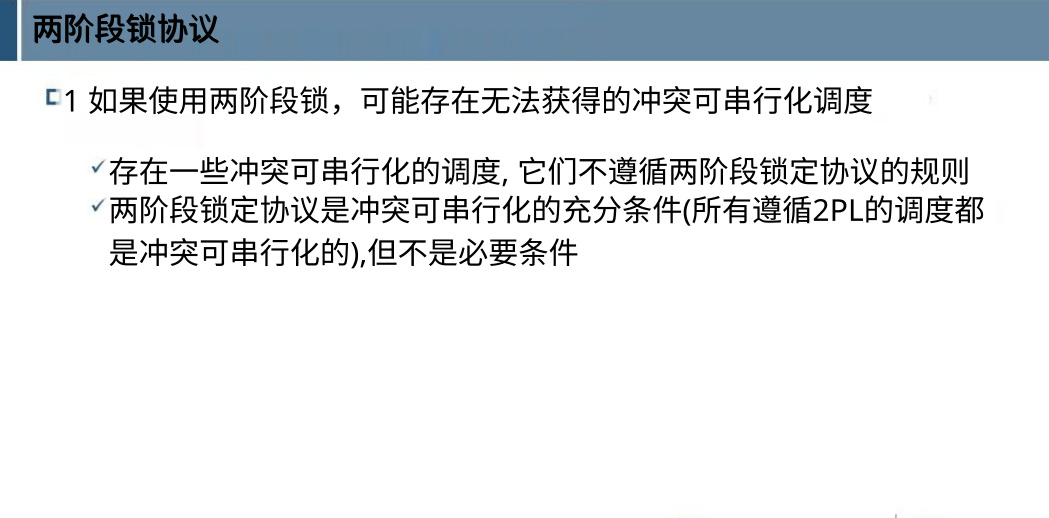 两阶段锁协议
1 如果使用两阶段锁，可能存在无法获得的冲突可串行化调度
存在一些冲突可串行化的调度, 它们不遵循两阶段锁定协议的规则
两阶段锁定协议是冲突可串行化的充分条件(所有遵循2PL的调度都
是冲突可串行化的),但不是必要条件